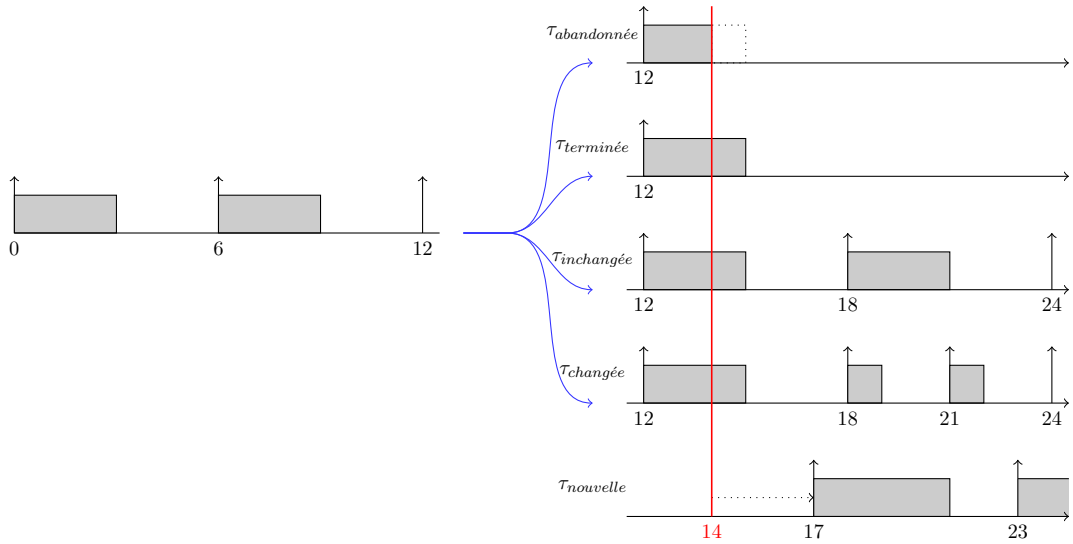 0 6 12
τabandonnée
12
τterminée
12
τinchangée
12 18 24
τchangée
12 18 21 24
τnouvelle
14 17 23